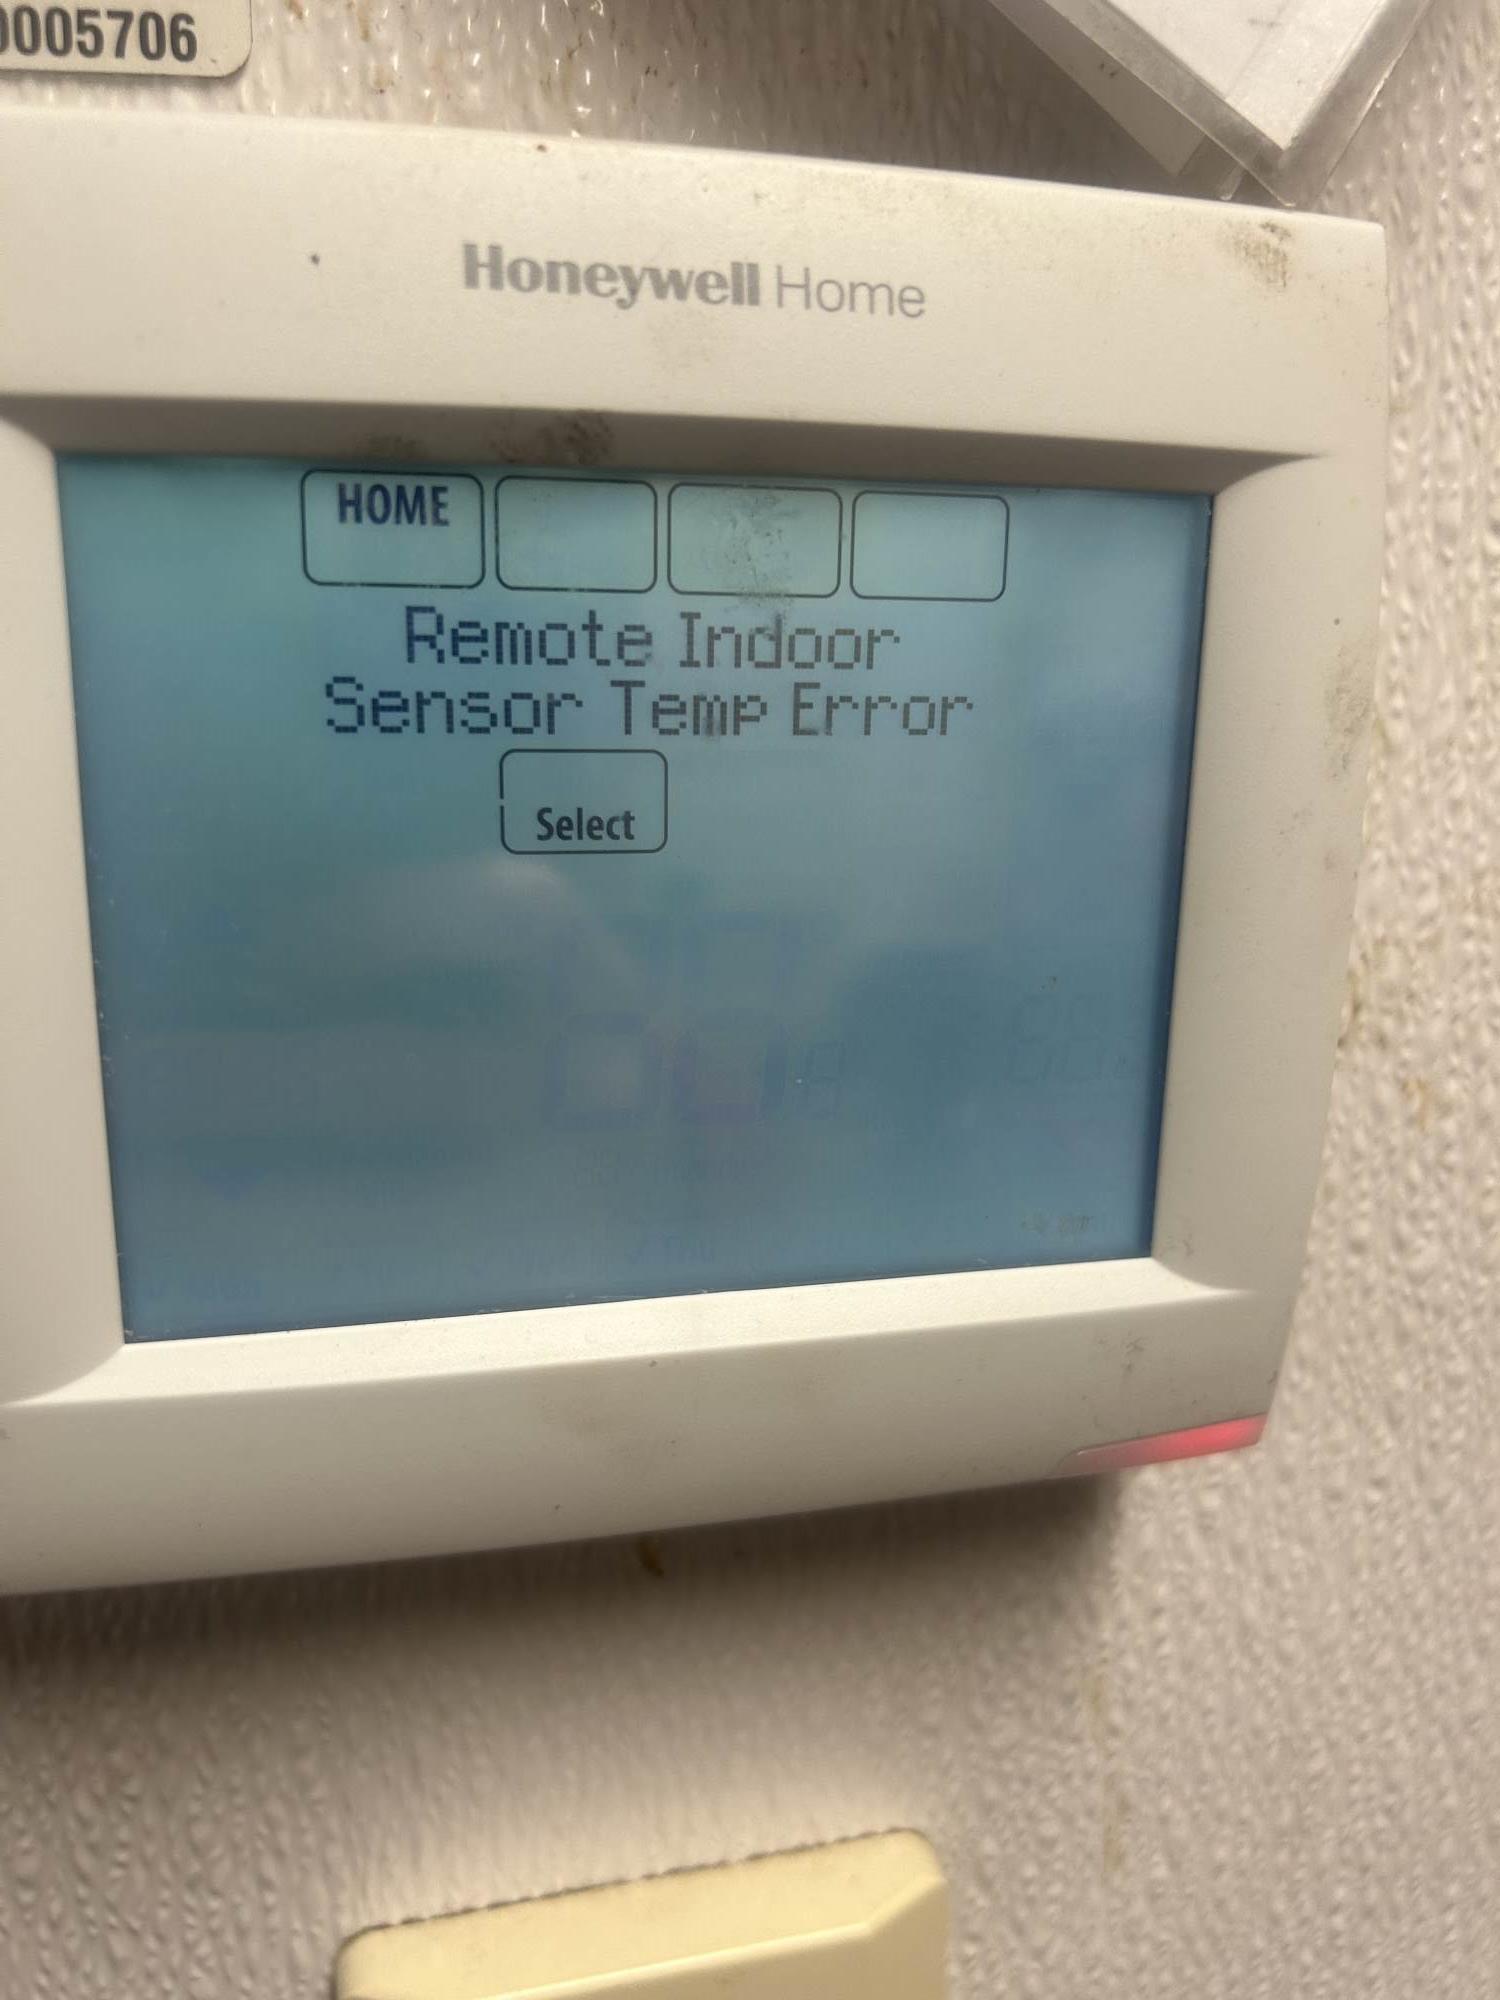 0005706
Honeywell Home
HOME
Remote Indoor
Sensor Temp Error
Select